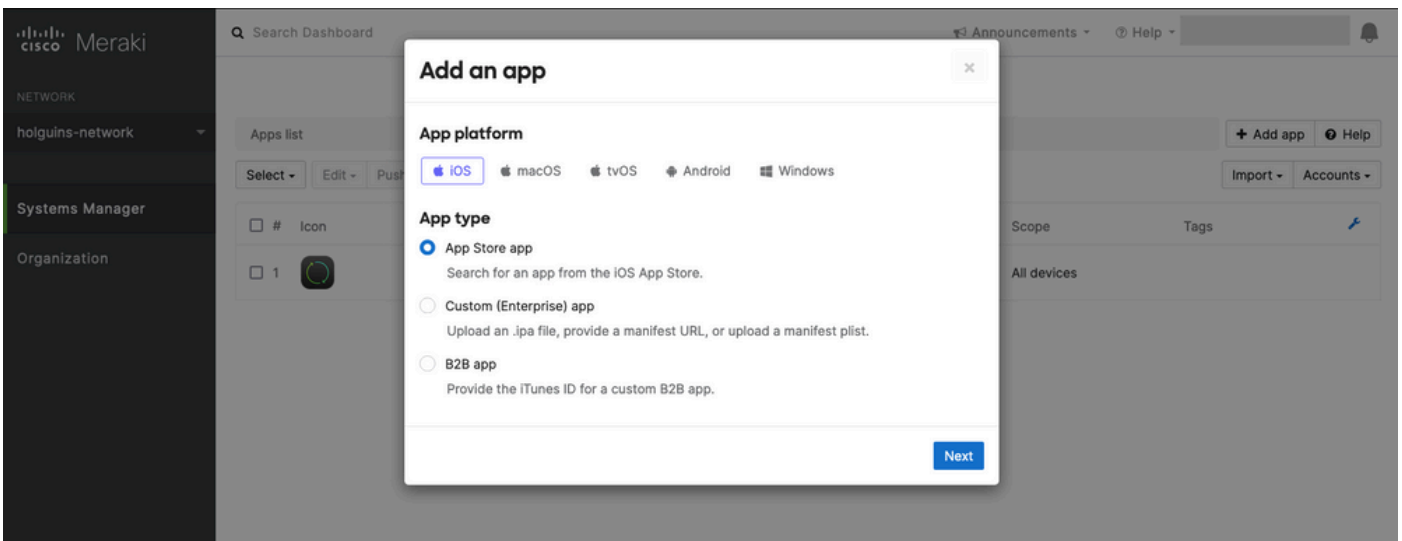 cisco Meraki
Search Dashboard
Announcements
Help
NETWORK
holguins-network
Systems Manager
Organization
Apps list
+ Add app
Help
Select
Edit
Import
Accounts
# Icon
Scope
Tags
1
All devices
Add an app
×
App platform
iOS macOS tvOS Android Windows
App type
App Store app
Search for an app from the iOS App Store.
Custom (Enterprise) app
Upload an .ipa file, provide a manifest URL, or upload a manifest plist.
B2B app
Provide the iTunes ID for a custom B2B app.
Next